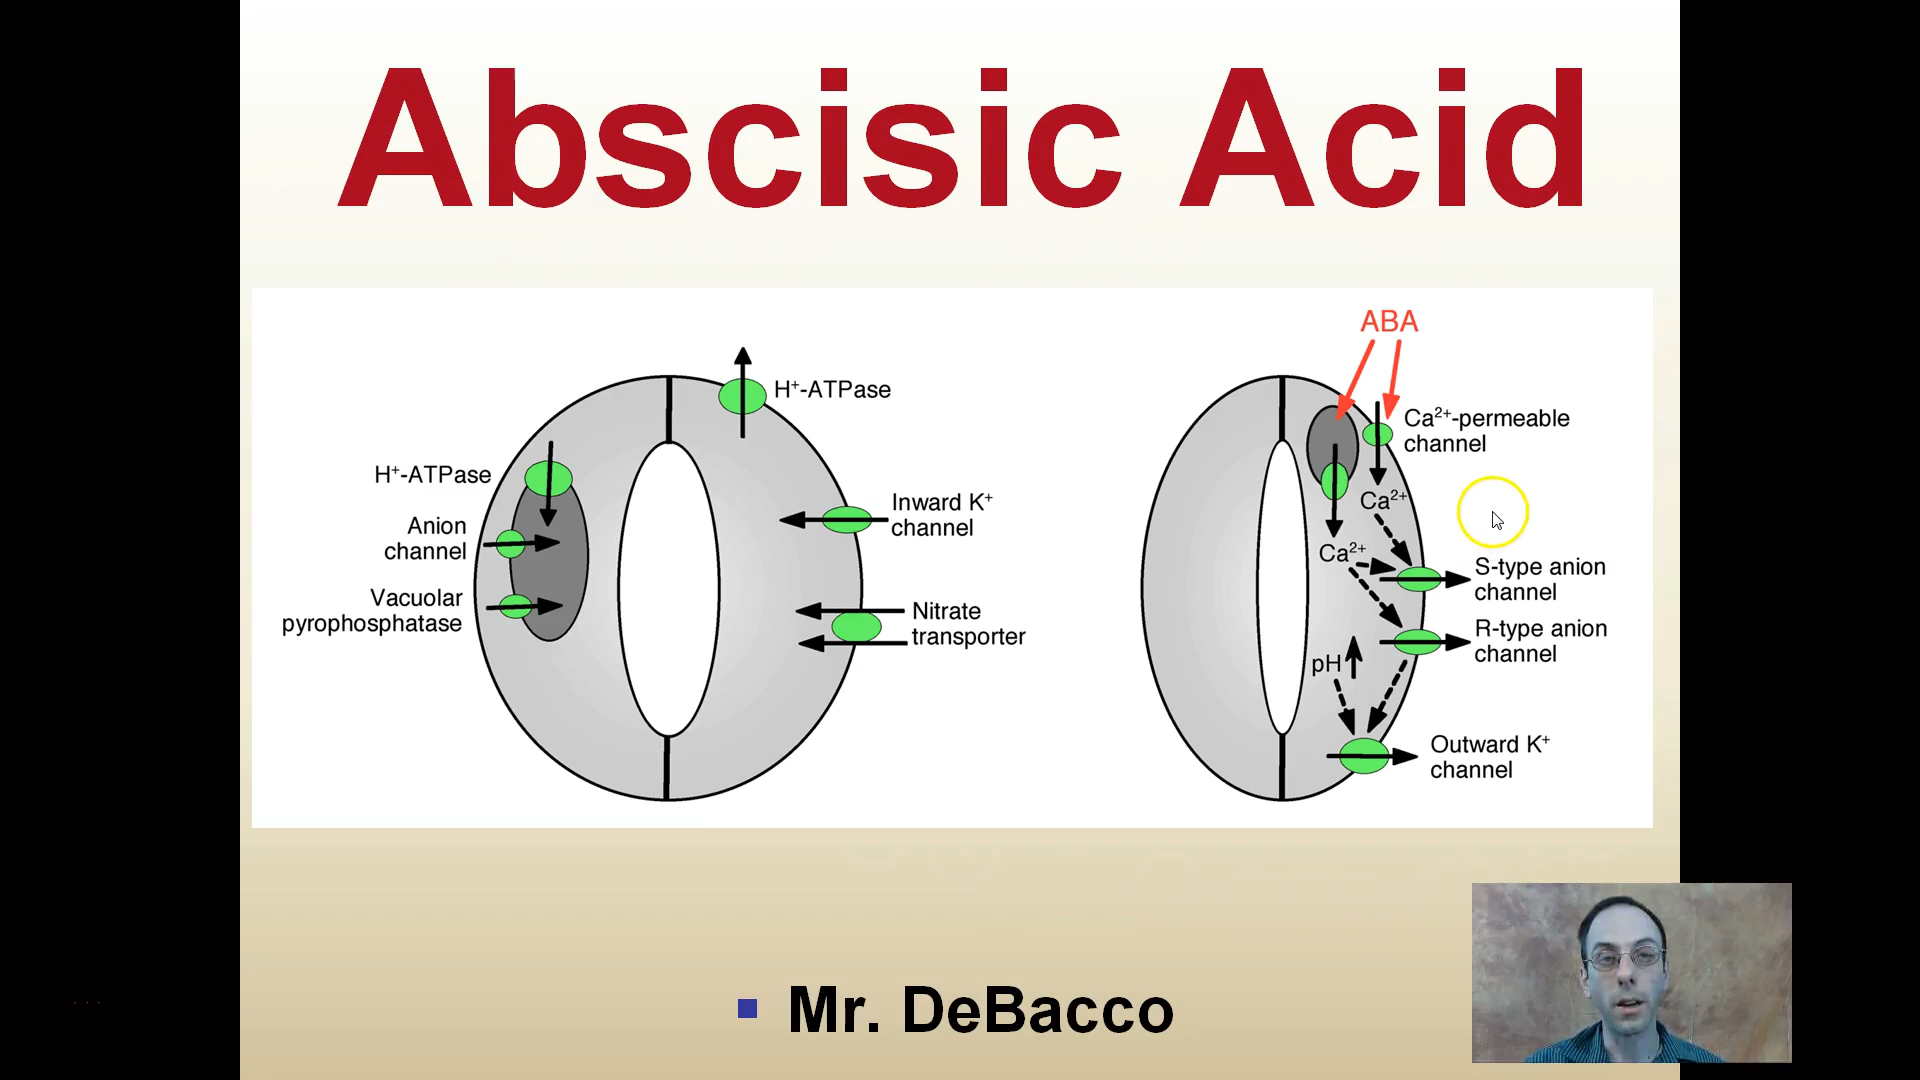 Abscisic Acid
H⁺-ATPase
H⁺-ATPase
Anion
channel
Vacuolar
pyrophosphatase
Inward K⁺
channel
Nitrate
transporter
ABA
Ca²⁺-permeable
channel
Ca²⁺
Ca²⁺
S-type anion
channel
R-type anion
channel
pH
Outward K⁺
channel
Mr. DeBacco